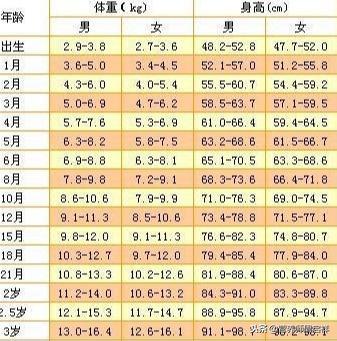 年龄 体重(kg) 身高(cm)
男 女 男 女
出生 2.9-3.8 2.7-3.6 48.2-52.8 47.7-52.0
1月 3.6-5.0 3.4-4.5 52.1-57.0 51.2-55.8
2月 4.3-6.0 4.0-5.4 55.5-60.7 54.4-59.2
3月 5.0-6.9 4.7-6.2 58.5-63.7 57.1-59.5
4月 5.7-7.6 5.3-6.9 61.0-66.4 59.4-64.5
5月 6.3-8.2 5.8-7.5 63.2-68.6 61.5-66.7
6月 6.9-8.8 6.3-8.1 65.1-70.5 63.3-68.6
8月 7.8-9.8 7.2-9.1 68.3-73.6 66.4-71.8
10月 8.6-10.6 7.9-9.9 71.0-76.3 69.0-74.5
12月 9.1-11.3 8.5-10.6 73.4-78.8 71.5-77.1
15月 9.8-12.0 9.1-11.3 76.6-82.3 74.8-80.7
18月 10.3-12.7 9.7-12.0 79.4-85.4 77.9-84.0
21月 10.8-13.3 10.2-12.6 81.9-88.4 80.6-87.0
2岁 11.2-14.0 10.6-13.2 84.3-91.0 83.3-89.8
2.5岁 12.1-15.3 11.7-14.7 88.9-95.8 87.9-94.7
3岁 13.0-16.4 12.6-16.1 91.1-98.7